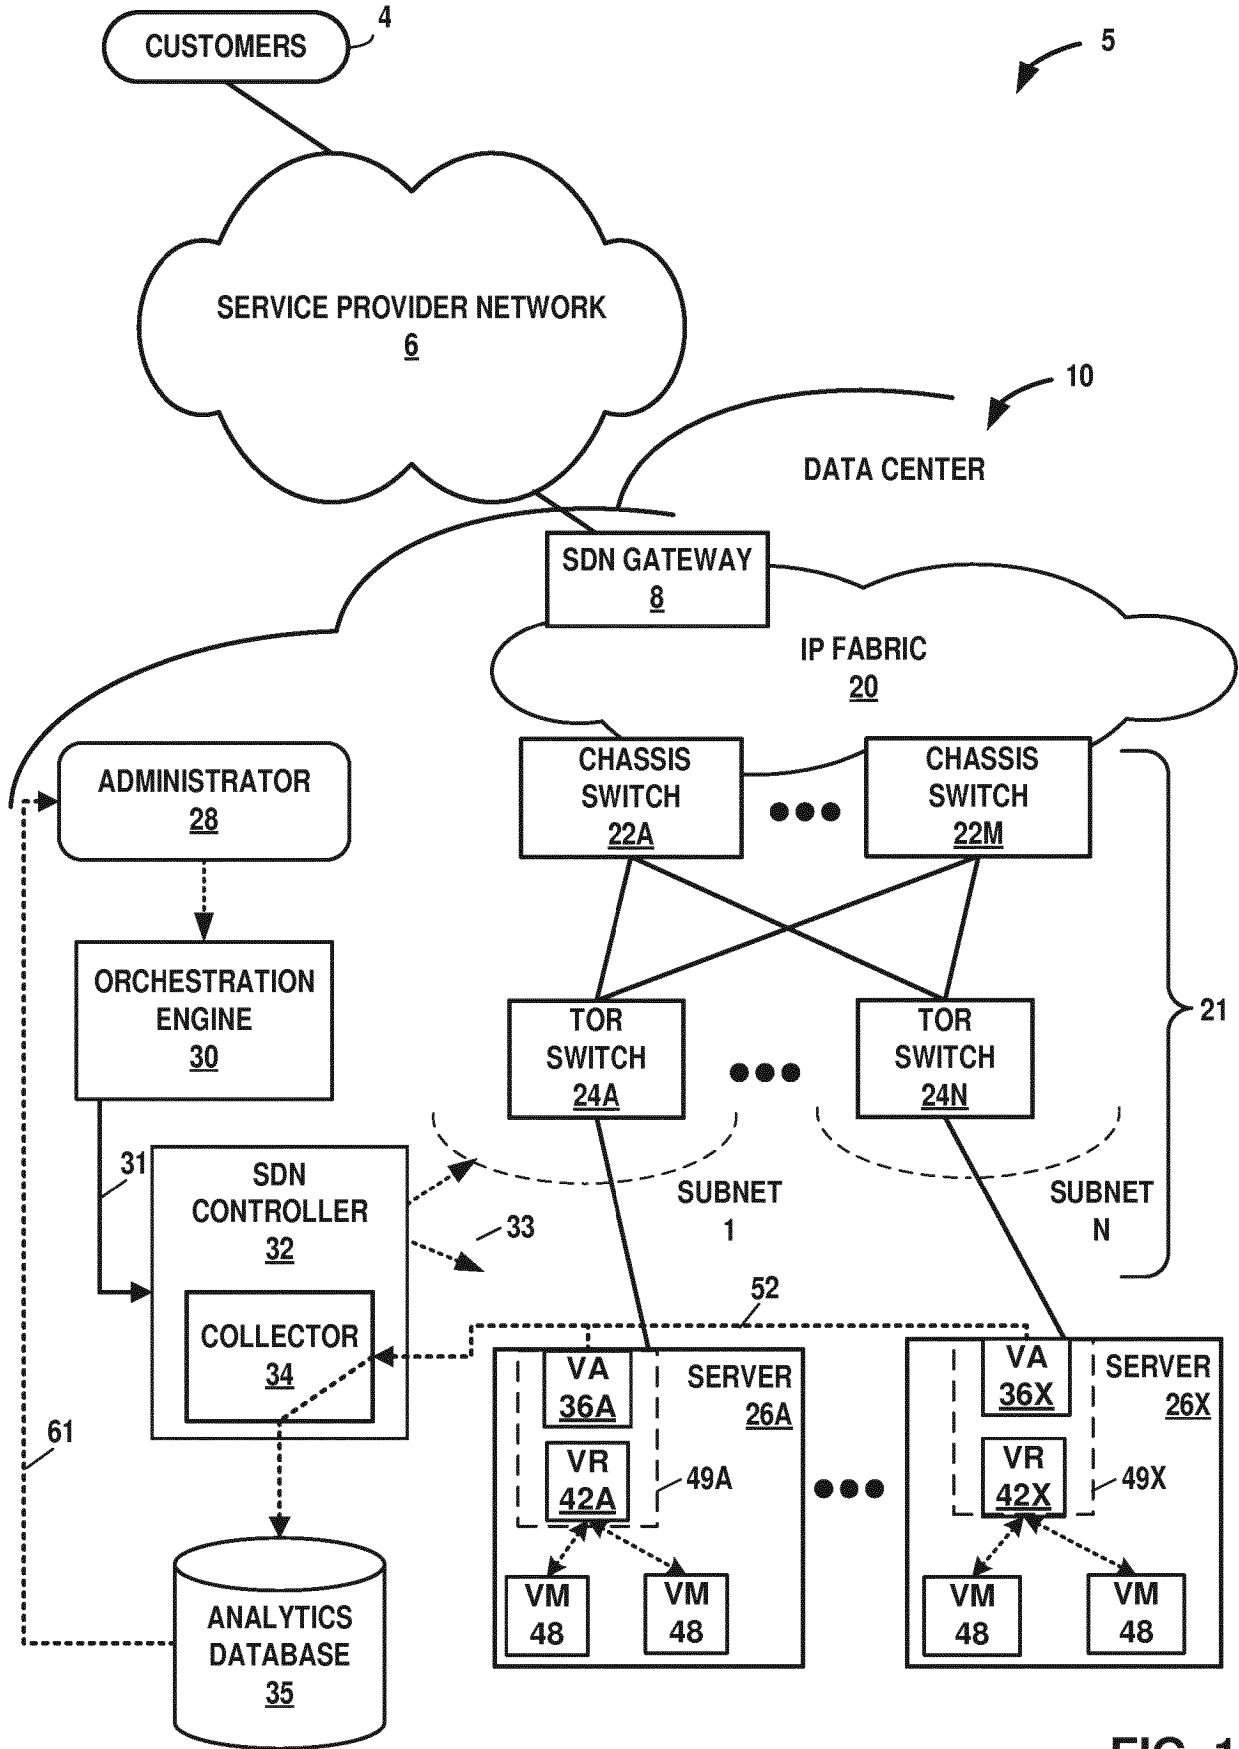 CUSTOMERS
4
5
SERVICE PROVIDER NETWORK
6
10
DATA CENTER
SDN GATEWAY
8
IP FABRIC
20
ADMINISTRATOR
28
CHASSIS
SWITCH
22A
CHASSIS
SWITCH
22M
ORCHESTRATION
ENGINE
30
TOR
SWITCH
24A
TOR
SWITCH
24N
21
31
SDN
CONTROLLER
32
SUBNET
1
SUBNET
N
33
52
COLLECTOR
34
VA
36A
SERVER
26A
VA
36X
SERVER
26X
61
VR
42A
49A
VR
42X
49X
VM
48
VM
48
VM
48
VM
48
ANALYTICS
DATABASE
35
FIG. 1